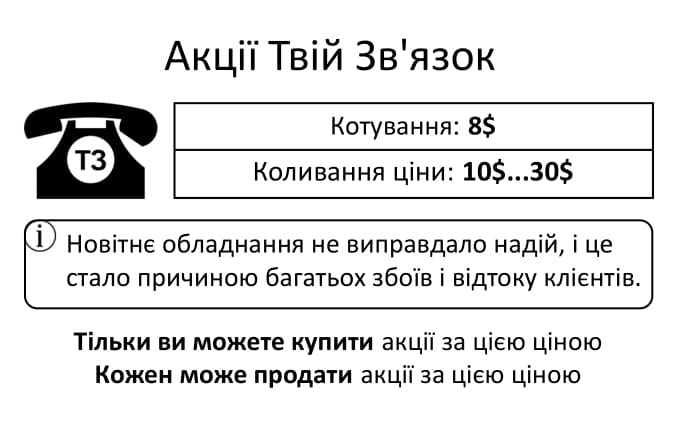 Акції Твій Зв'язок
ТЗ
Котування: 8$
Коливання ціни: 10$...30$
i
Новітнє обладнання не виправдало надій, і це
стало причиною багатьох збоїв і відтоку клієнтів.
Тільки ви можете купити акції за цією ціною
Кожен може продати акції за цією ціною